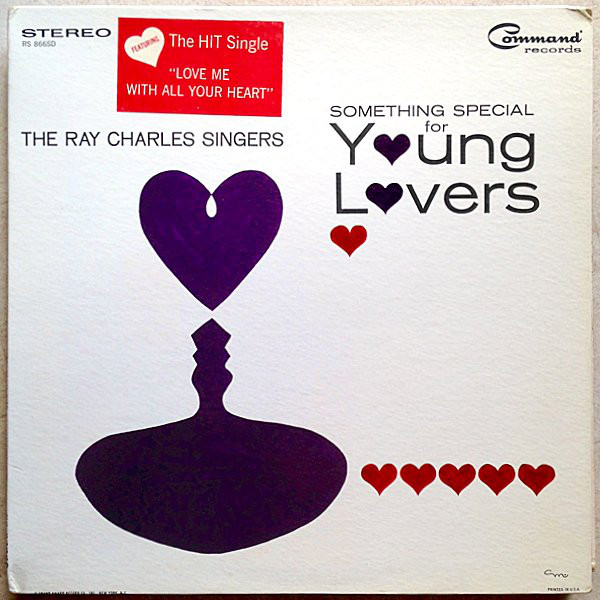 STEREO
RS 866SD
FEATURING
The HIT Single
"LOVE ME
WITH ALL YOUR HEART"
Command
records
THE RAY CHARLES SINGERS
SOMETHING SPECIAL
for
Young
Lovers
PRINTED IN U.S.A.